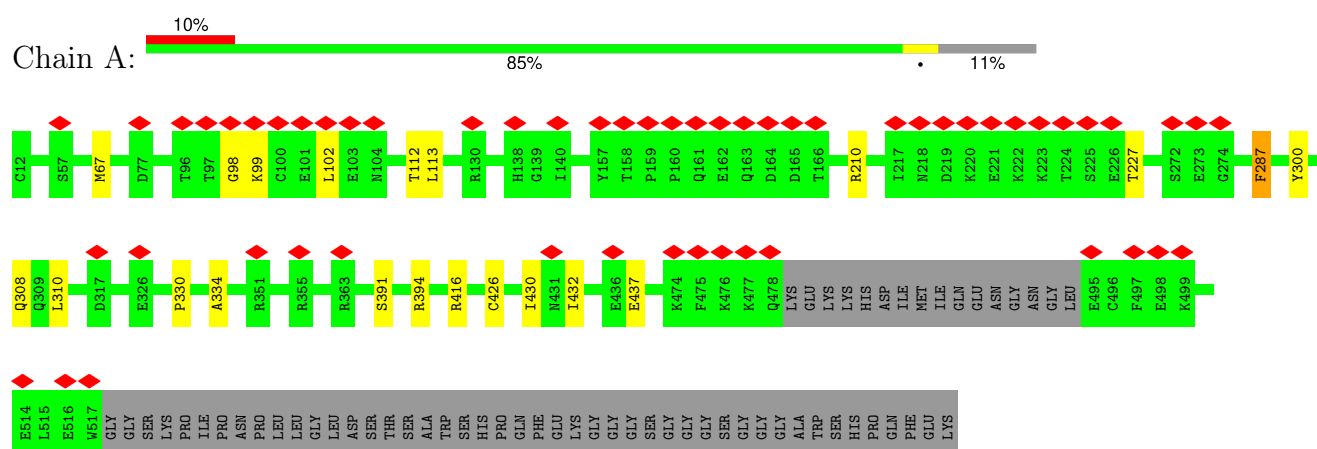 10%
Chain A:
85% • 11%
C12 S57 M67 D77 T96 T97 G98 K99 C100 E101 L102 E103 N104 T112 L113 R130 H138 G139 I140 Y157 T158 P159 P160 Q161 E162 Q163 D164 D165 T166 R210 I217 N218 D219 K220 E221 K222 K223 T224 S225 E226 T227 S272 E273 G274 F287 Y300
Q308 Q309 L310 D317 E326 P330 A334 R351 R355 R363 S391 R394 R416 C426 I430 N431 I432 E436 E437 K474 F475 K476 K477 Q478 LYS GLU LYS LYS HIS ASP ILE MET ILE GLN GLU ASN GLY ASN GLY LEU E495 C496 F497 E498 K499
E514 L515 E516 W517 GLY GLY SER LYS PRO ILE PRO ASN PRO LEU LEU GLY LEU ASP SER THR SER ALA TRP SER HIS PRO GLN PHE GLU LYS GLY GLY GLY SER GLY GLY GLY SER GLY GLY GLY ALA TRP SER HIS PRO GLN PHE GLU LYS